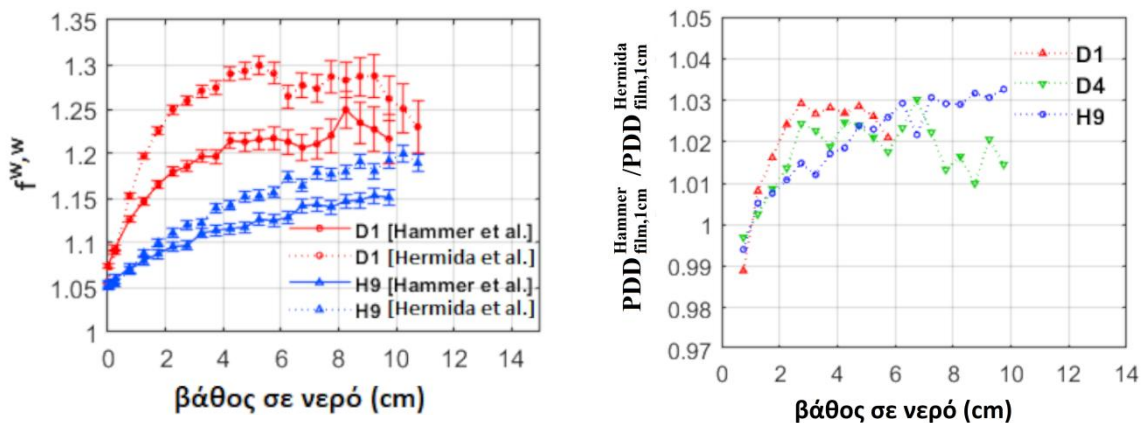 f^w,w
1.35
1.3
1.25
1.2
1.15
1.1
1.05
1
0 2 4 6 8 10 12 14
βάθος σε νερό (cm)
D1 [Hammer et al.]
D1 [Hermida et al.]
H9 [Hammer et al.]
H9 [Hermida et al.]
PDD^Hammer_film,1cm /PDD^Hermida_film,1cm
1.05
1.04
1.03
1.02
1.01
1
0.99
0.98
0.97
0 2 4 6 8 10 12 14
βάθος σε νερό (cm)
D1
D4
H9